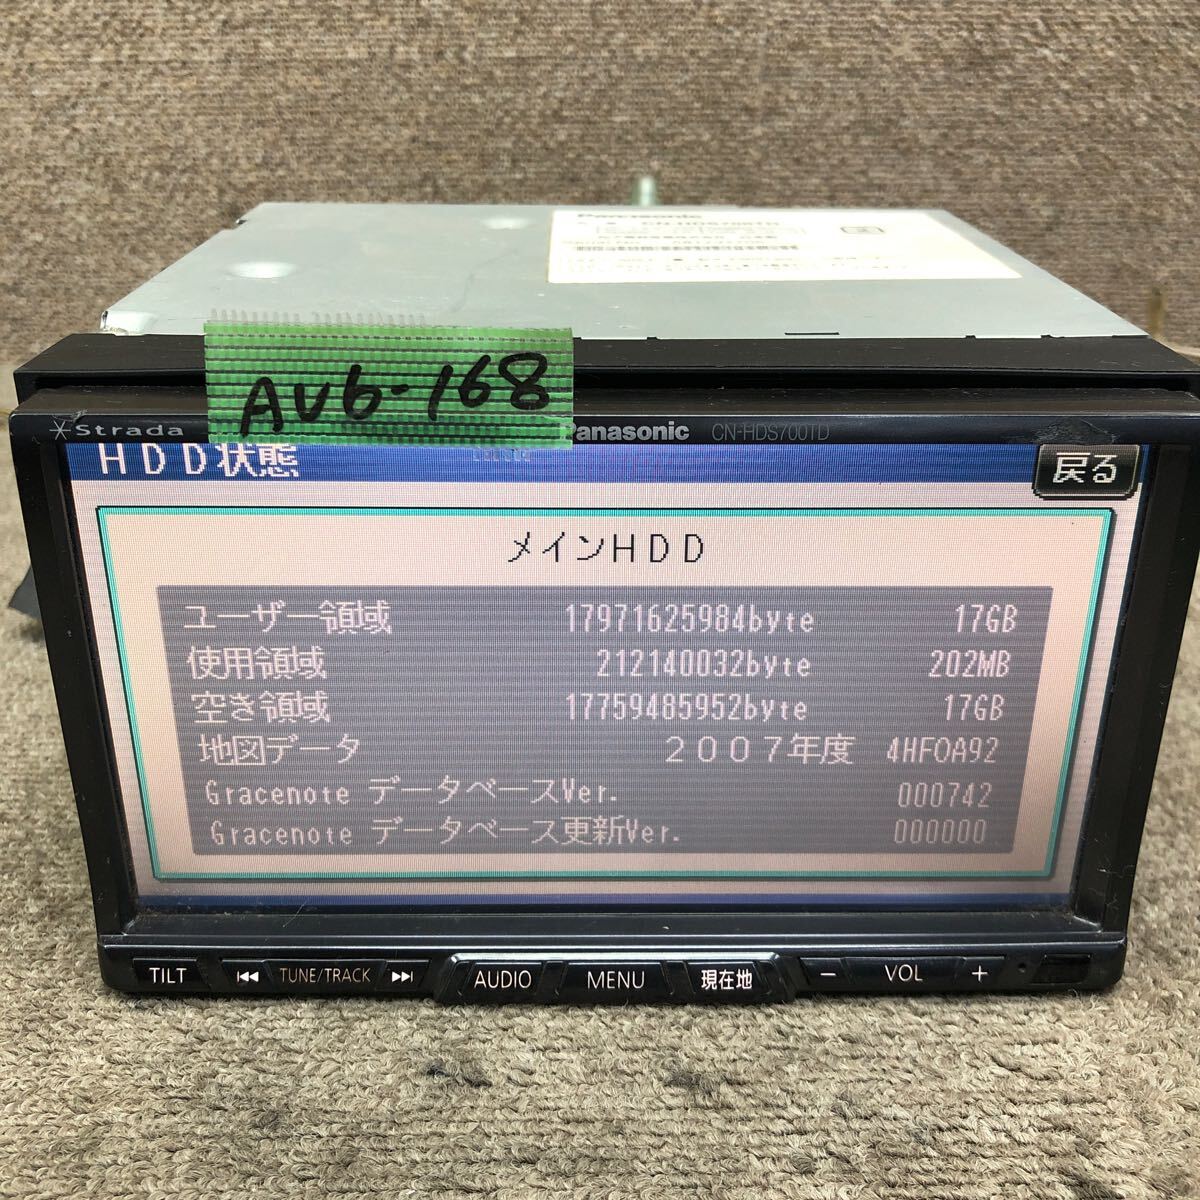 Panasonic
AV6-168
Strada
Panasonic CN-HDS700TD
HDD状態
戻る
メインHDD
ユーザー領域 17971625984byte 17GB
使用領域 212140032byte 202MB
空き領域 17759485952byte 17GB
地図データ 2007年度 4HF0A92
Gracenote データベースVer. 000742
Gracenote データベース更新Ver. 000000
TILT TUNE/TRACK AUDIO MENU 現在地 − VOL +